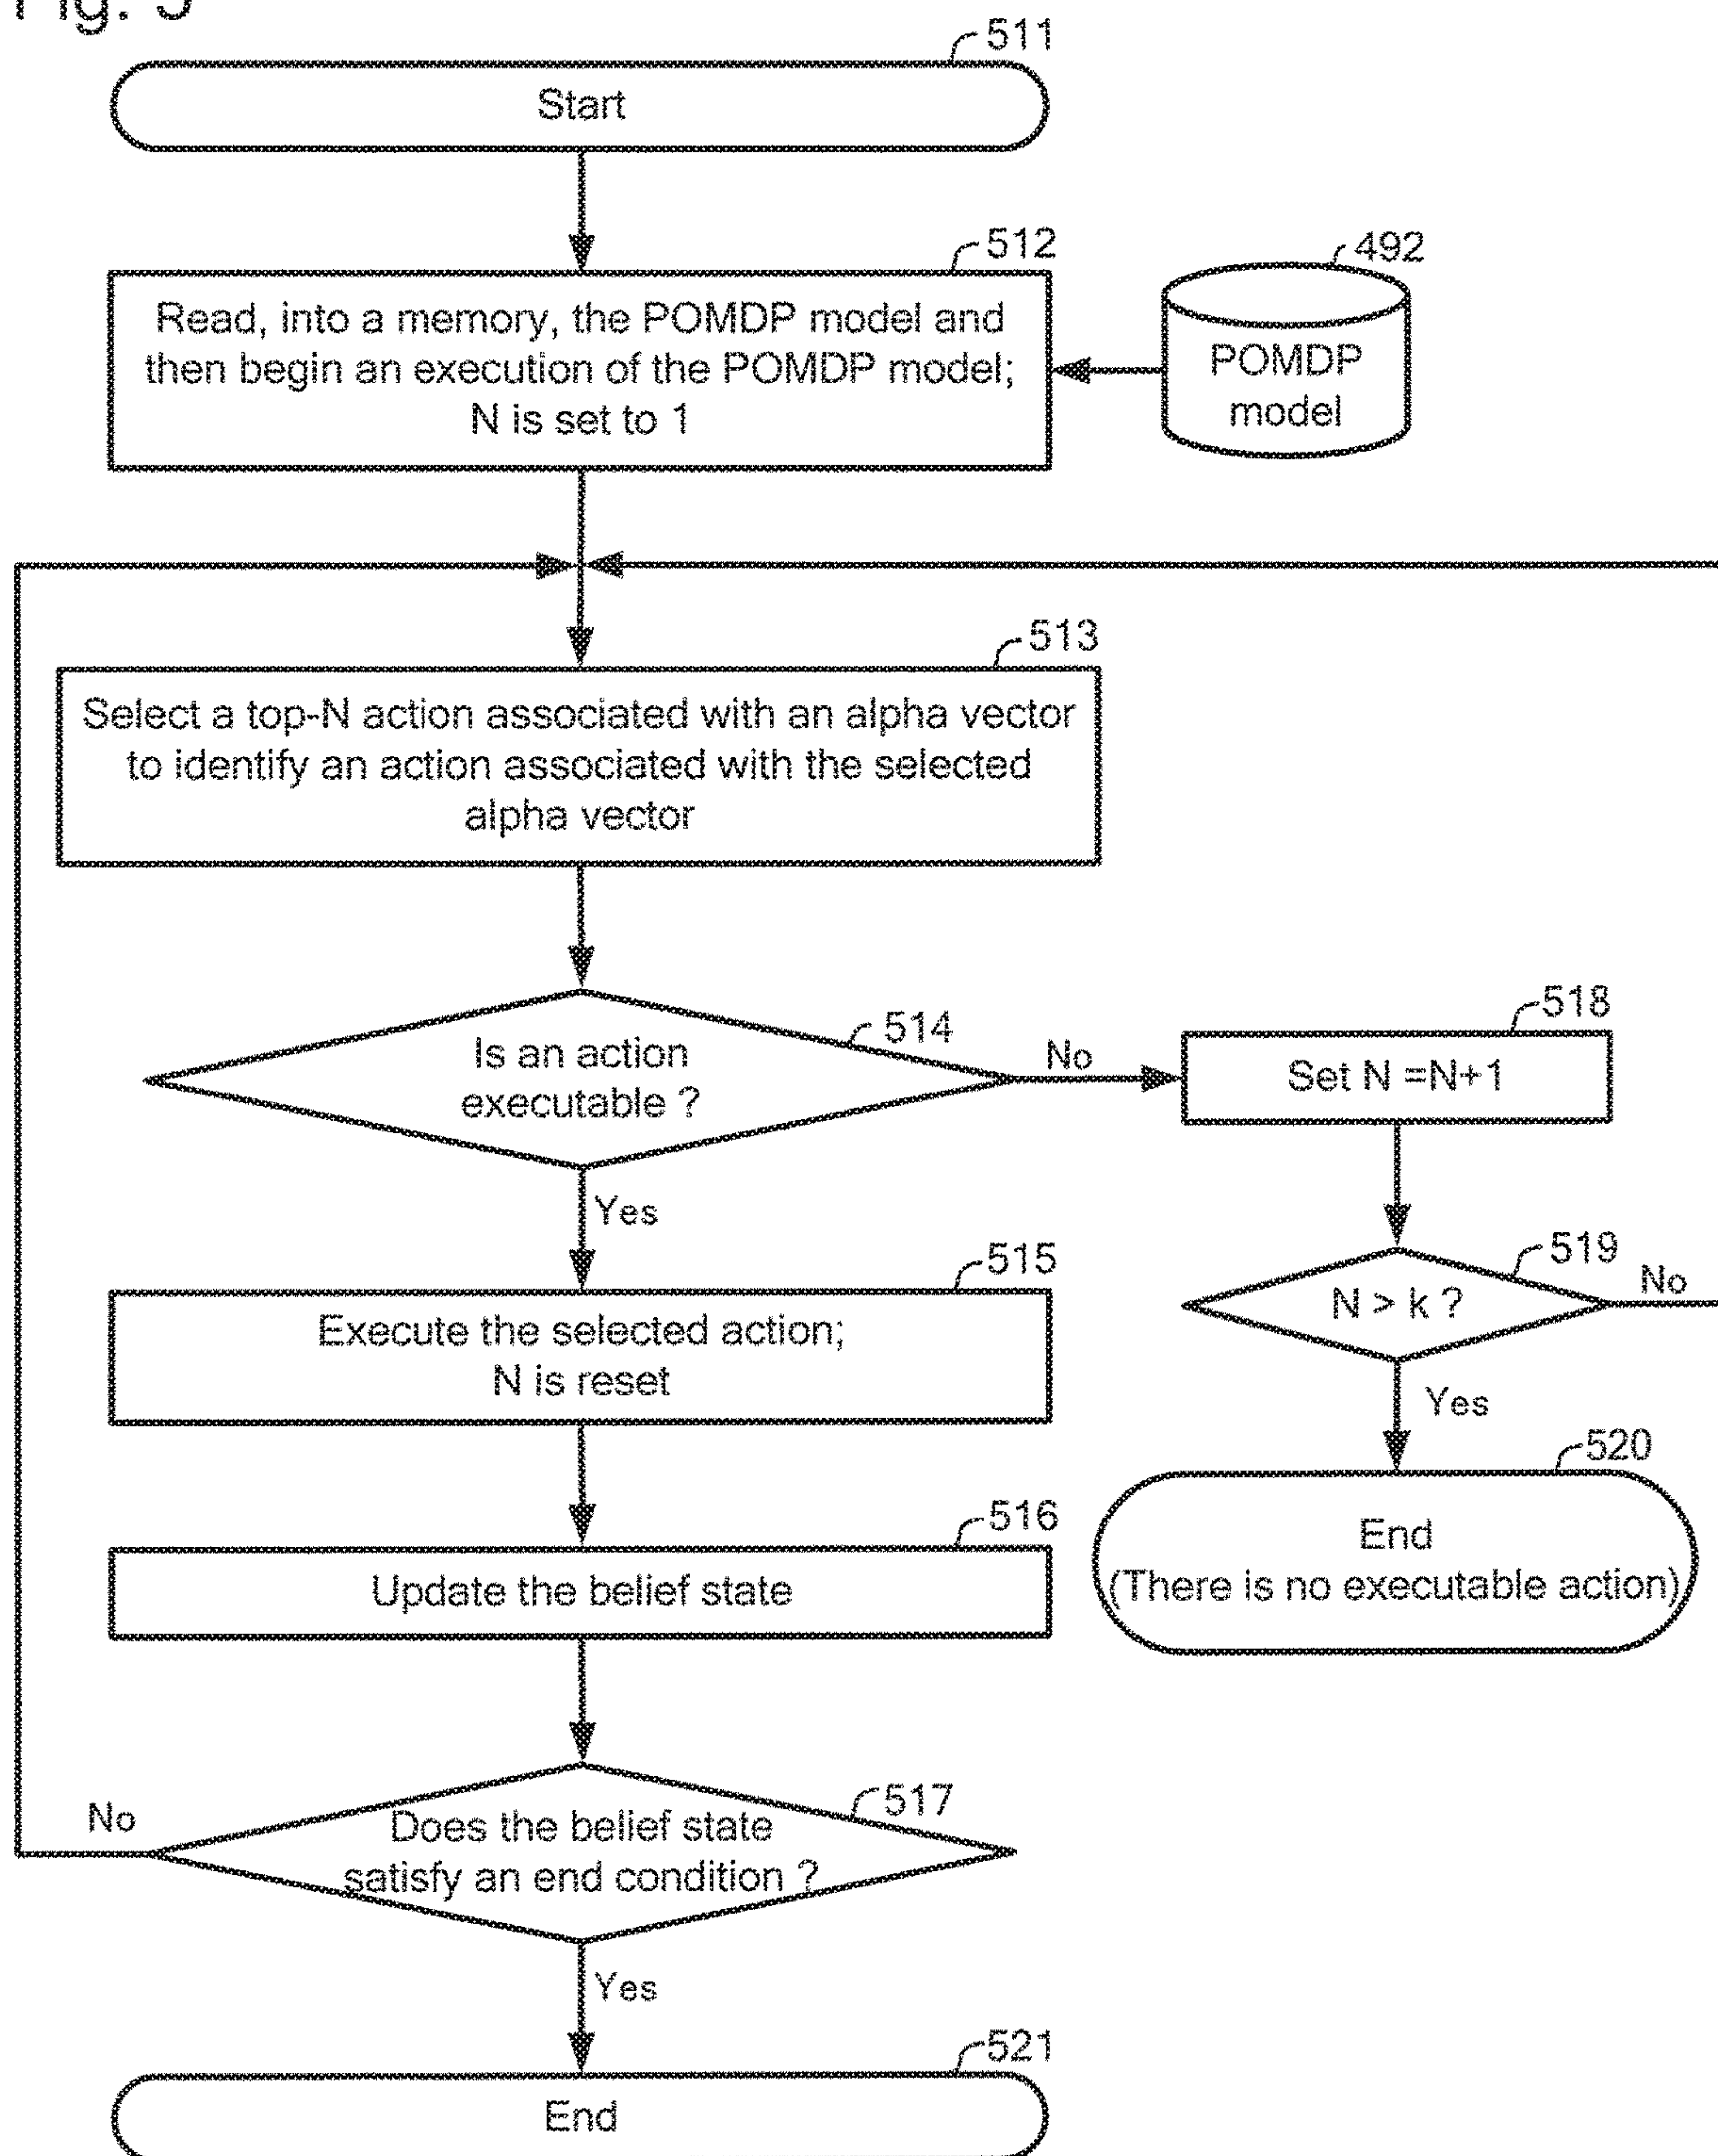 Fig. 5
511
Start
512
Read, into a memory, the POMDP model and
then begin an execution of the POMDP model;
N is set to 1
492
POMDP
model
513
Select a top-N action associated with an alpha vector
to identify an action associated with the selected
alpha vector
514
Is an action
executable ?
No
518
Set N =N+1
Yes
519
N > k ?
No
515
Execute the selected action;
N is reset
Yes
520
End
(There is no executable action)
516
Update the belief state
517
Does the belief state
satisfy an end condition ?
No
Yes
521
End